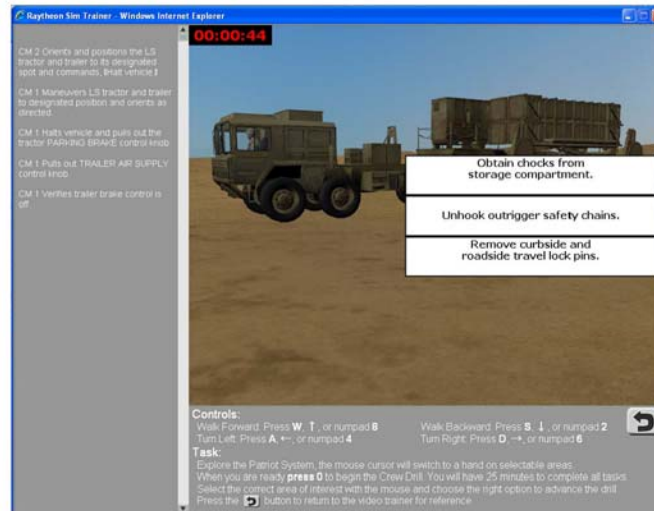 Raytheon Sim Trainer - Windows Internet Explorer
00:00:44
CM 2 Orients and positions the LS
tractor and trailer to its designated
spot and commands, Halt vehicle
CM 1 Maneuvers LS tractor and trailer
to designated position and orients as
directed.
CM 1 Halts vehicle and pulls out the
tractor PARKING BRAKE control knob
CM 1 Pulls out TRAILER AIR SUPPLY
control knob.
CM 1 Verifies trailer brake control is
off
Obtain chocks from
storage compartment.
Unhook outrigger safety chains.
Remove curbside and
roadside travel lock pins.
Controls:
Walk Forward: Press W, ↑, or numpad 8
Walk Backward: Press S, ↓, or numpad 2
Turn Left: Press A, ←, or numpad 4
Turn Right: Press D, →, or numpad 6
Task:
Explore the Patriot System, the mouse cursor will switch to a hand on selectable areas.
When you are ready press 0 to begin the Crew Drill. You will have 25 minutes to complete all tasks.
Select the correct area of interest with the mouse and choose the right option to advance the drill.
Press the button to return to the video trainer for reference